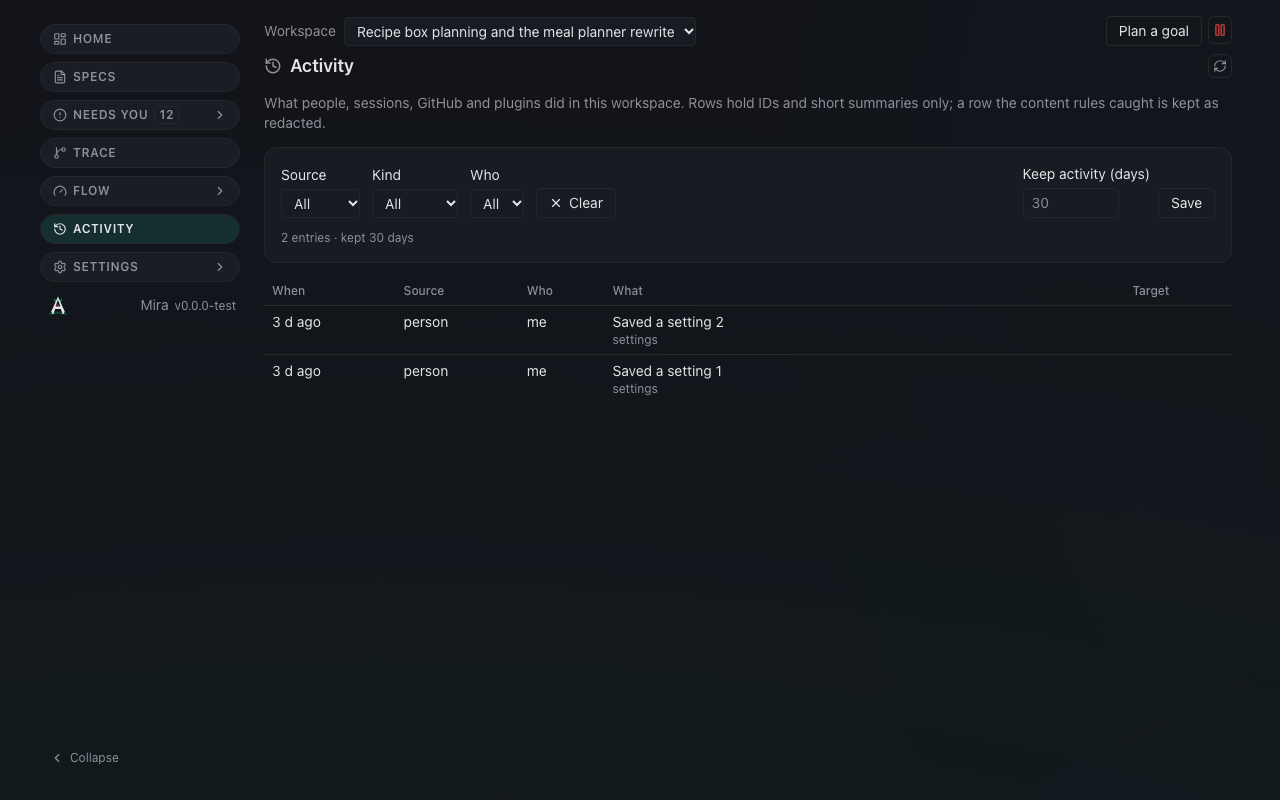 HOME
SPECS
NEEDS YOU 12
TRACE
FLOW
ACTIVITY
SETTINGS
Mira v0.0.0-test
Collapse
Workspace Recipe box planning and the meal planner rewrite Plan a goal
Activity
What people, sessions, GitHub and plugins did in this workspace. Rows hold IDs and short summaries only; a row the content rules caught is kept as
redacted.
Source Kind Who Keep activity (days)
All All All Clear 30 Save
2 entries · kept 30 days
When Source Who What Target
3 d ago person me Saved a setting 2
settings
3 d ago person me Saved a setting 1
settings